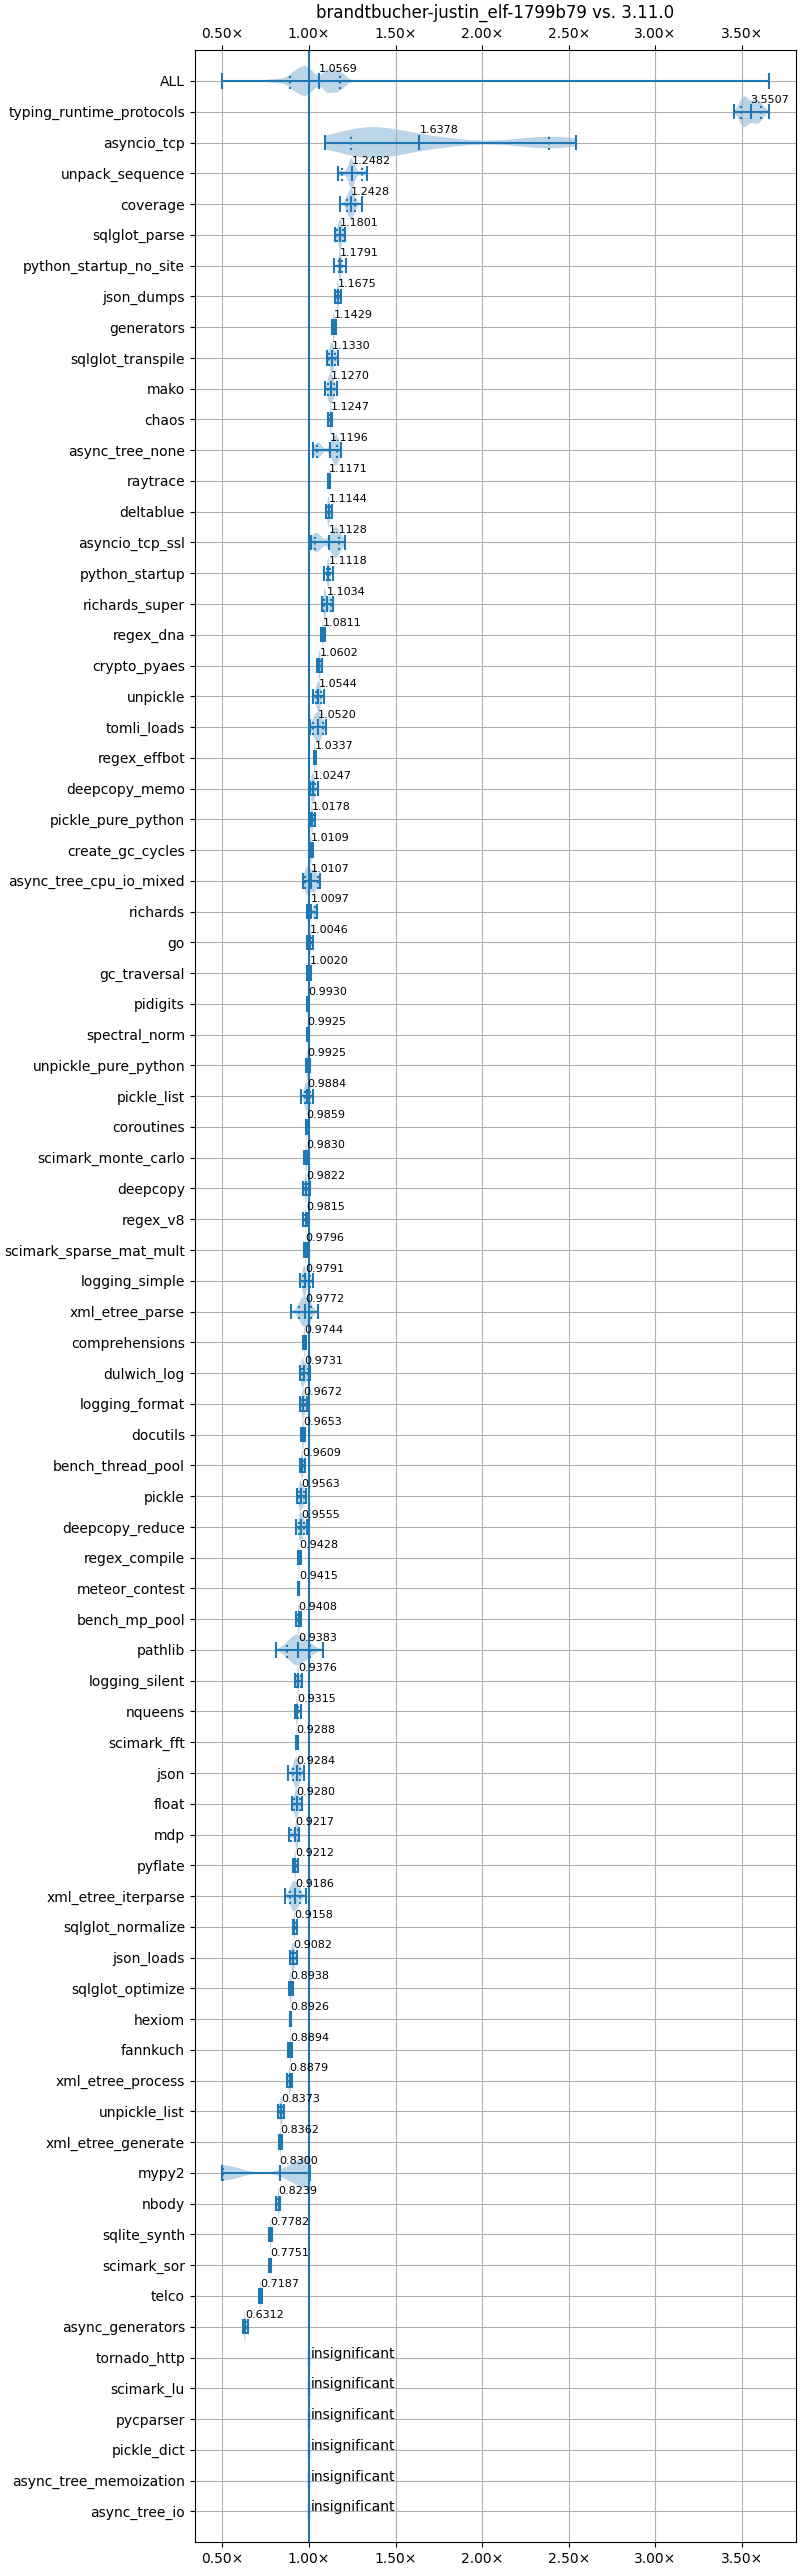 brandtbucher-justin_elf-1799b79 vs. 3.11.0
0.50× 1.00× 1.50× 2.00× 2.50× 3.00× 3.50×
ALL 1.0569
typing_runtime_protocols 3.5507
asyncio_tcp 1.6378
unpack_sequence 1.2482
coverage 1.2428
sqlglot_parse 1.1801
python_startup_no_site 1.1791
json_dumps 1.1675
generators 1.1429
sqlglot_transpile 1.1330
mako 1.1270
chaos 1.1247
async_tree_none 1.1196
raytrace 1.1171
deltablue 1.1144
asyncio_tcp_ssl 1.1128
python_startup 1.1118
richards_super 1.1034
regex_dna 1.0811
crypto_pyaes 1.0602
unpickle 1.0544
tomli_loads 1.0520
regex_effbot 1.0337
deepcopy_memo 1.0247
pickle_pure_python 1.0178
create_gc_cycles 1.0109
async_tree_cpu_io_mixed 1.0107
richards 1.0097
go 1.0046
gc_traversal 1.0020
pidigits 0.9930
spectral_norm 0.9925
unpickle_pure_python 0.9925
pickle_list 0.9884
coroutines 0.9859
scimark_monte_carlo 0.9830
deepcopy 0.9822
regex_v8 0.9815
scimark_sparse_mat_mult 0.9796
logging_simple 0.9791
xml_etree_parse 0.9772
comprehensions 0.9744
dulwich_log 0.9731
logging_format 0.9672
docutils 0.9653
bench_thread_pool 0.9609
pickle 0.9563
deepcopy_reduce 0.9555
regex_compile 0.9428
meteor_contest 0.9415
bench_mp_pool 0.9408
pathlib 0.9383
logging_silent 0.9376
nqueens 0.9315
scimark_fft 0.9288
json 0.9284
float 0.9280
mdp 0.9217
pyflate 0.9212
xml_etree_iterparse 0.9186
sqlglot_normalize 0.9158
json_loads 0.9082
sqlglot_optimize 0.8938
hexiom 0.8926
fannkuch 0.8894
xml_etree_process 0.8879
unpickle_list 0.8373
xml_etree_generate 0.8362
mypy2 0.8300
nbody 0.8239
sqlite_synth 0.7782
scimark_sor 0.7751
telco 0.7187
async_generators 0.6312
tornado_http insignificant
scimark_lu insignificant
pycparser insignificant
pickle_dict insignificant
async_tree_memoization insignificant
async_tree_io insignificant
0.50× 1.00× 1.50× 2.00× 2.50× 3.00× 3.50×